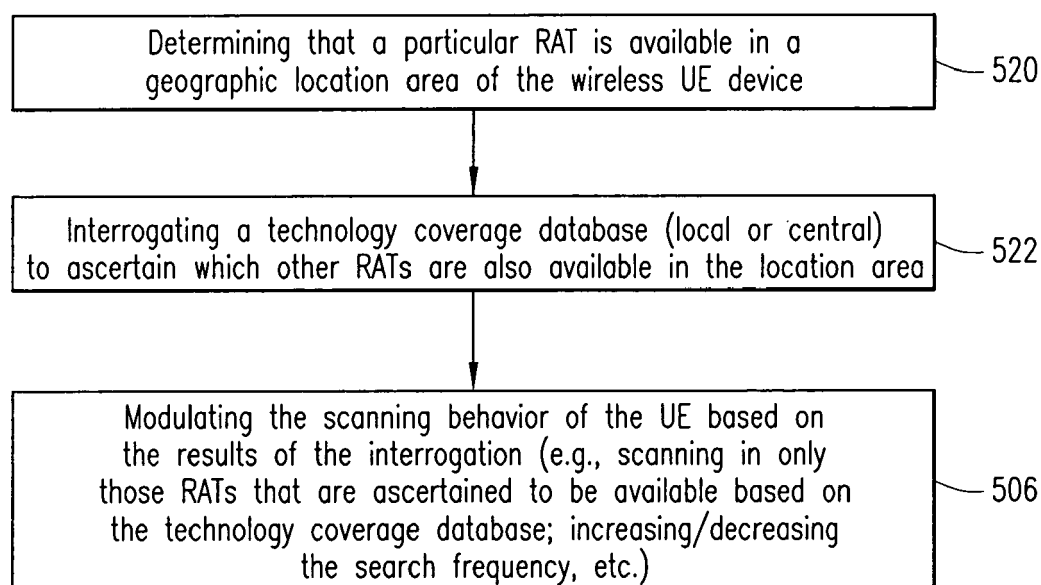 Determining that a particular RAT is available in a
geographic location area of the wireless UE device
520
Interrogating a technology coverage database (local or central)
to ascertain which other RATs are also available in the location area
522
Modulating the scanning behavior of the UE based on
the results of the interrogation (e.g., scanning in only
those RATs that are ascertained to be available based on
the technology coverage database; increasing/decreasing
the search frequency, etc.)
506